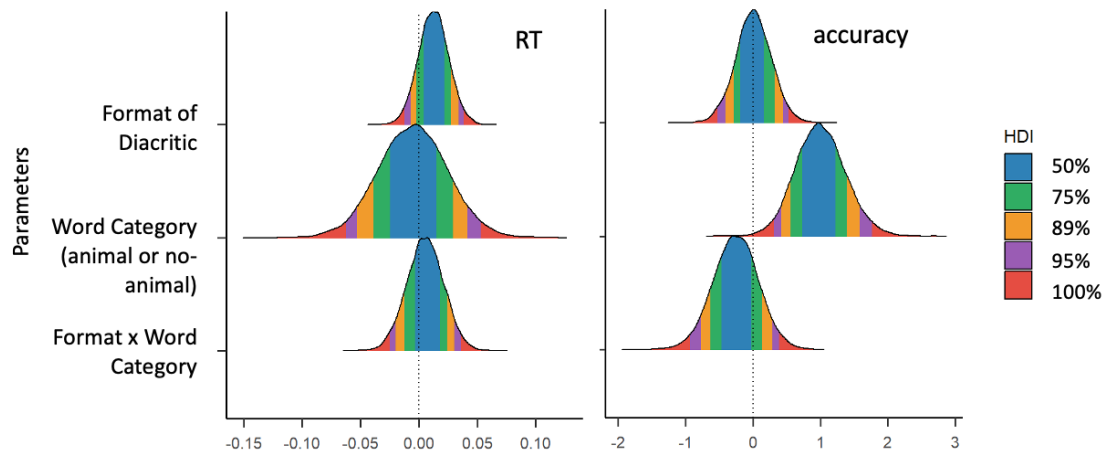 RT
accuracy
Parameters
Format of
Diacritic
Word Category
(animal or no-
animal)
Format x Word
Category
HDI
50%
75%
89%
95%
100%
-0.15 -0.10 -0.05 0.00 0.05 0.10
-2 -1 0 1 2 3